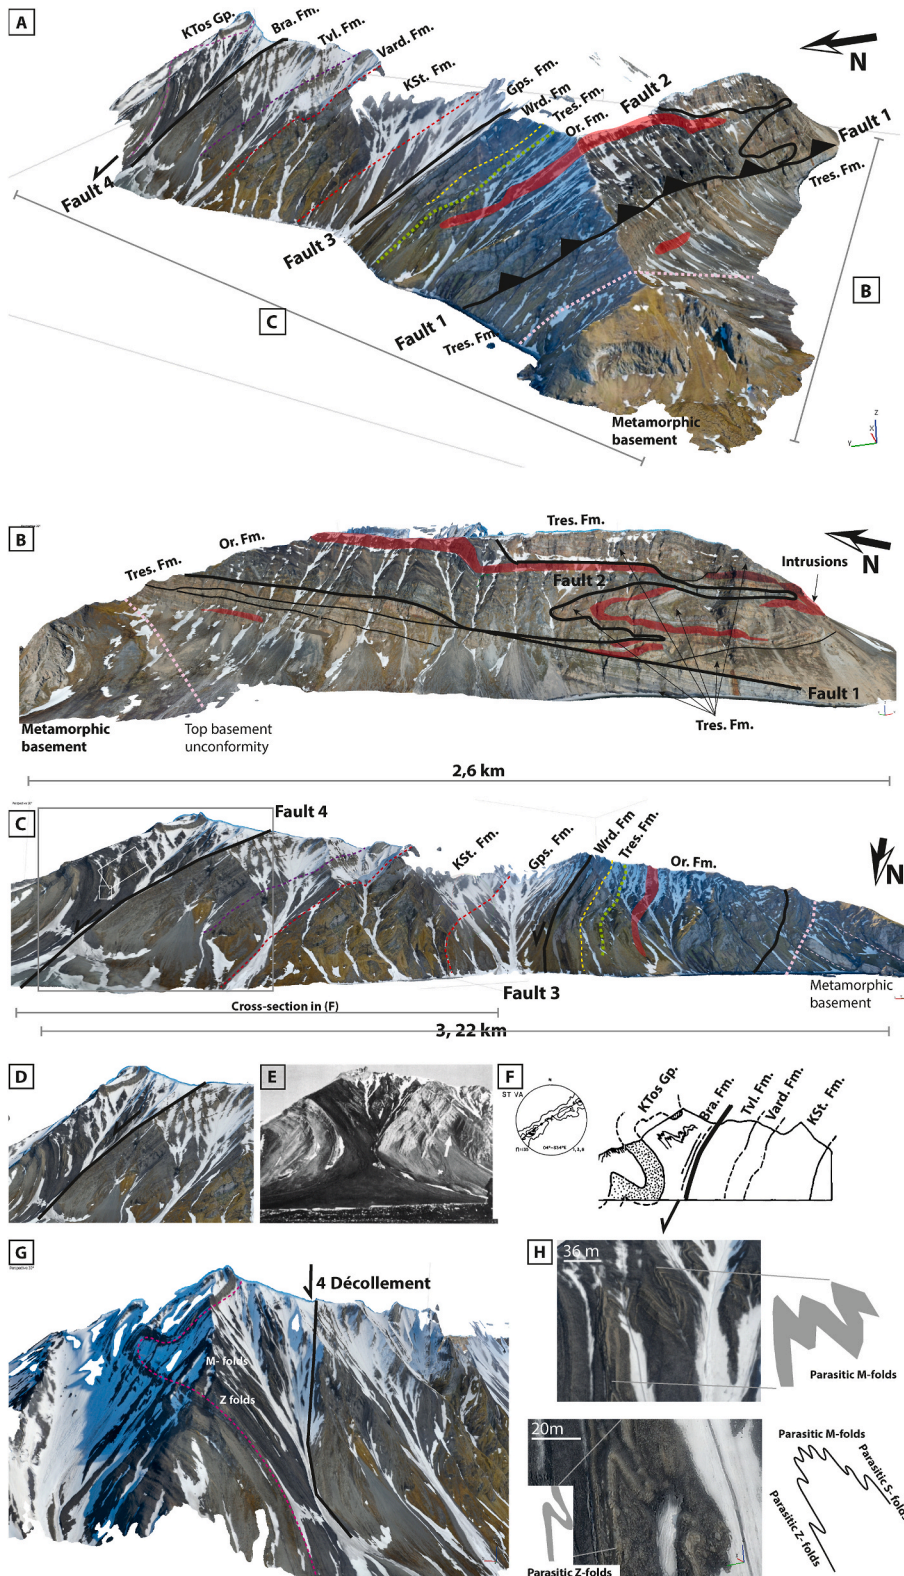 A
KTos Gp.
Bra. Fm.
Tvl. Fm.
Vard. Fm.
KSt. Fm.
Gps. Fm.
Wrd. Fm
Tres. Fm.
Or. Fm.
Fault 2
N
Fault 1
Tres. Fm.
Fault 4
Fault 3
B
C
Fault 1
Tres. Fm
Metamorphic
basement
z
x
y
B
Tres. Fm.
Or. Fm.
Tres. Fm.
N
Intrusions
Fault 2
Fault 1
Tres. Fm.
Metamorphic
basement
Top basement
unconformity
2,6 km
C
Fault 4
KSt. Fm.
Gps. Fm.
Wrd. Fm
Tres. Fm.
Or. Fm.
N
Metamorphic
basement
Fault 3
Cross-section in (F)
3, 22 km
D
E
F
ST VA
KTos Gp.
Bra. Fm.
Tvl. Fm.
Vard. Fm.
KSt. Fm.
G
4 Décollement
M- folds
Z folds
H
36 m
Parasitic M-folds
20m
Parasitic M-folds
Parasitic S- folds
Parasitic Z- folds
Parasitic Z-folds